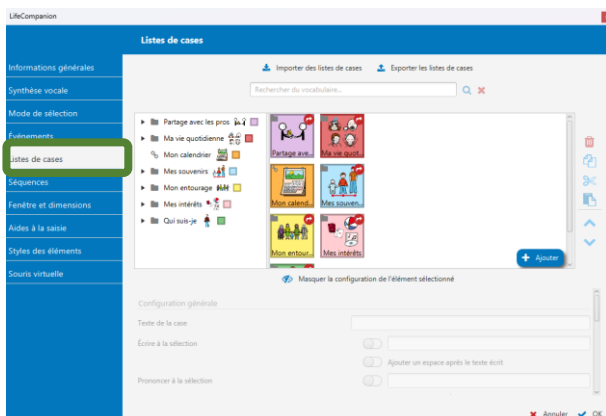 LifeCompanion
Listes de cases
Informations générales
Synthèse vocale
Mode de sélection
Événements
Listes de cases
Séquences
Fenêtre et dimensions
Aides à la saisie
Styles des éléments
Souris virtuelle
Importer des listes de cases
Exporter les listes de cases
Rechercher du vocabulaire...
Partage avec les pros
Ma vie quotidienne
Mon calendrier
Mes souvenirs
Mon entourage
Mes intérêts
Qui suis-je
Partage ave...
Ma vie quot...
Mon calend...
Mes souven...
Mon entour...
Mes intérêts
Ajouter
Masquer la configuration de l'élément sélectionné
Configuration générale
Texte de la case
Écrire à la sélection
Ajouter un espace après le texte écrit
Prononcer à la sélection
Annuler
OK